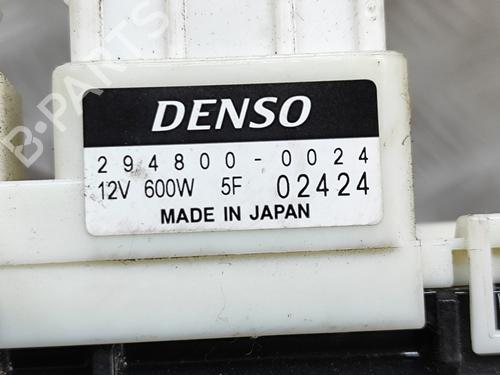 B-PARTS
DENSO
294800-0024
12V 600W 5F 02424
MADE IN JAPAN